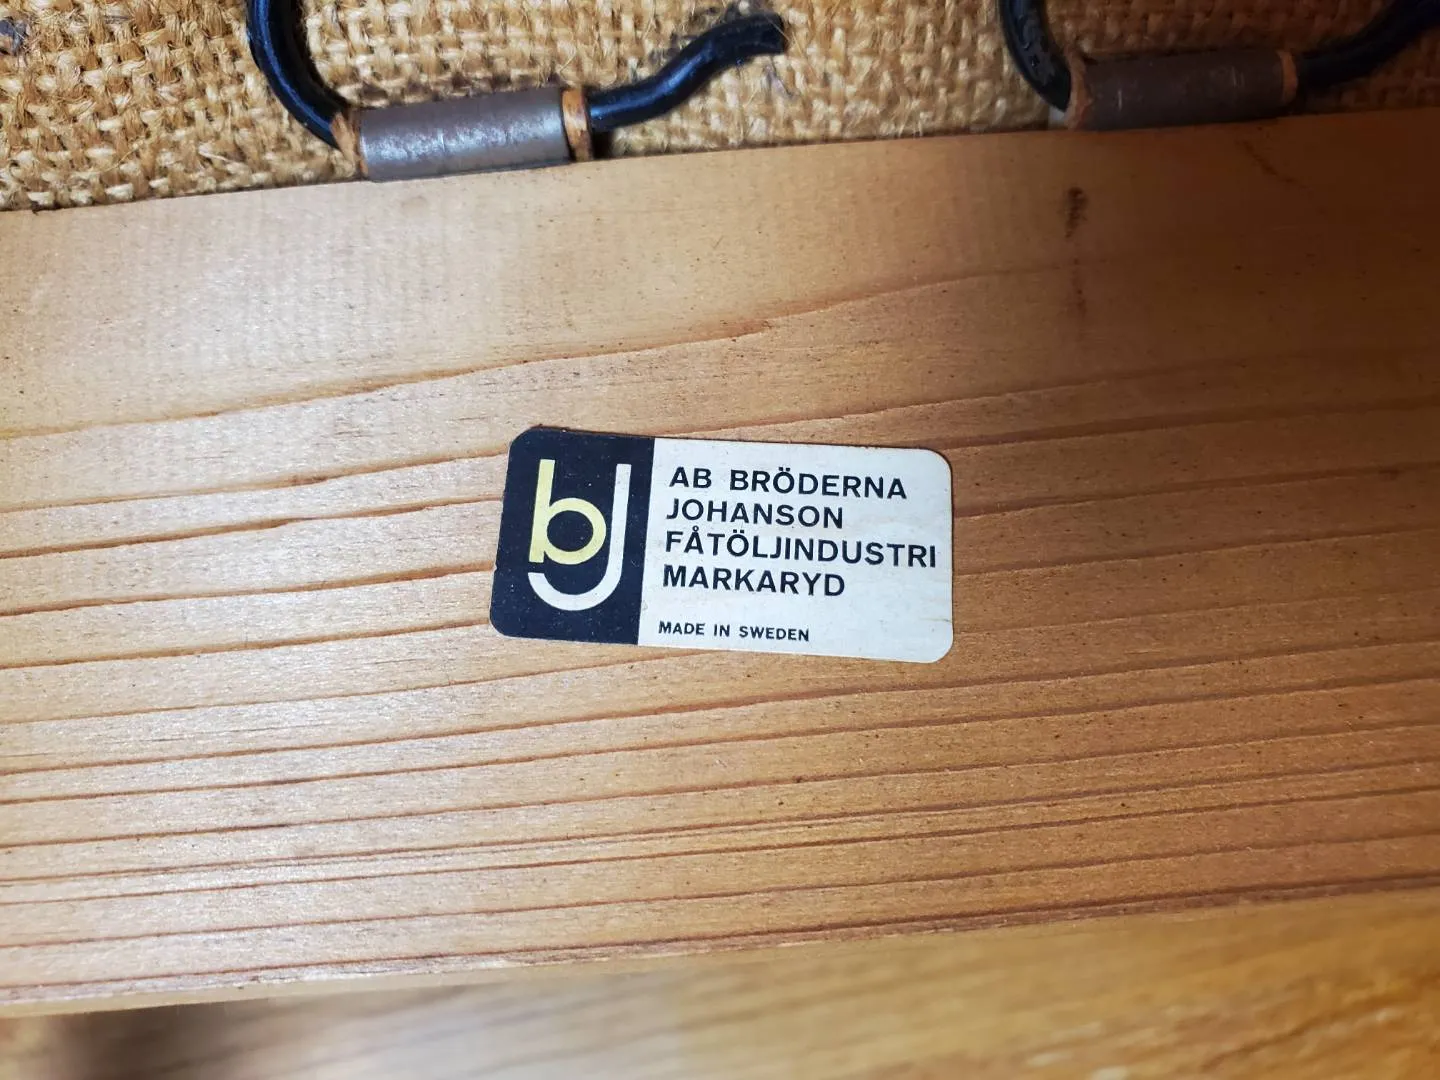 bj
AB BRÖDERNA
JOHANSON
FÅTÖLJINDUSTRI
MARKARYD
MADE IN SWEDEN